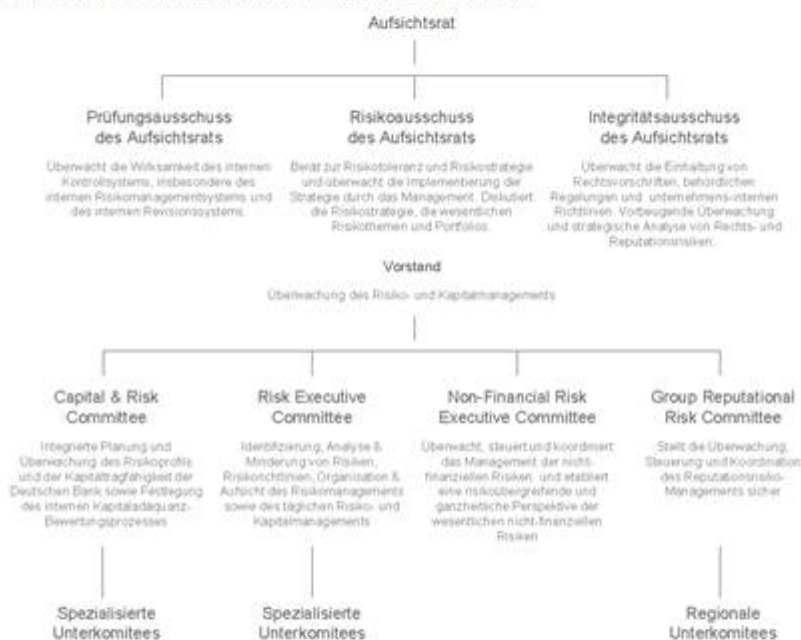 Aufsichtsrat
Prüfungsausschuss
des Aufsichtsrats
Überwacht die Wirksamkeit des internen
Kontrollsystems, insbesondere des
internen Risikomanagementsystems und
des internen Revisionssystems.
Risikoausschuss
des Aufsichtsrats
Berät zur Risikotoleranz und Risikostrategie
und überwacht die Implementierung der
Strategie durch das Management. Diskutiert
die Risikostrategie, die wesentlichen
Risikothemen und Portfolios.
Integritätsausschuss
des Aufsichtsrats
Überwacht die Einhaltung von
Rechtsvorschriften, behördlichen
Regelungen und unternehmens-internen
Richtlinien. Vorbeugende Überwachung
und strategische Analyse von Rechts- und
Reputationsrisiken.
Vorstand
Überwachung des Risiko- und Kapitalmanagements
Capital & Risk
Committee
Integrierte Planung und
Überwachung des Risikoprofils
und der Kapitaltragfähigkeit der
Deutschen Bank sowie Festlegung
des internen Kapitaladäquanz-
Bewertungsprozesses
Risk Executive
Committee
Identifizierung, Analyse &
Minderung von Risiken,
Risikorichtlinien, Organisation &
Aufsicht des Risikomanagements
sowie des täglichen Risiko- und
Kapitalmanagements
Non-Financial Risk
Executive Committee
Überwacht, steuert und koordiniert
das Management der nicht-
finanziellen Risiken, und etabliert
eine risikoübergreifende und
ganzheitliche Perspektive der
wesentlichen nicht-finanziellen
Risiken
Group Reputational
Risk Committee
Stellt die Überwachung,
Steuerung und Koordination
des Reputationsrisiko-
Managements sicher
Spezialisierte
Unterkomitees
Spezialisierte
Unterkomitees
Regionale
Unterkomitees